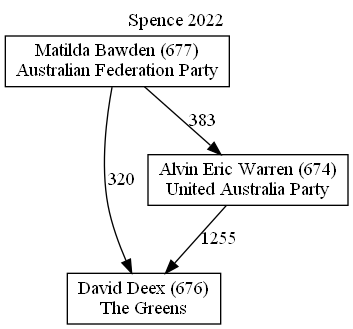 Spence 2022
Matilda Bawden (677)
Australian Federation Party
383
Alvin Eric Warren (674)
United Australia Party
320
1255
David Deex (676)
The Greens